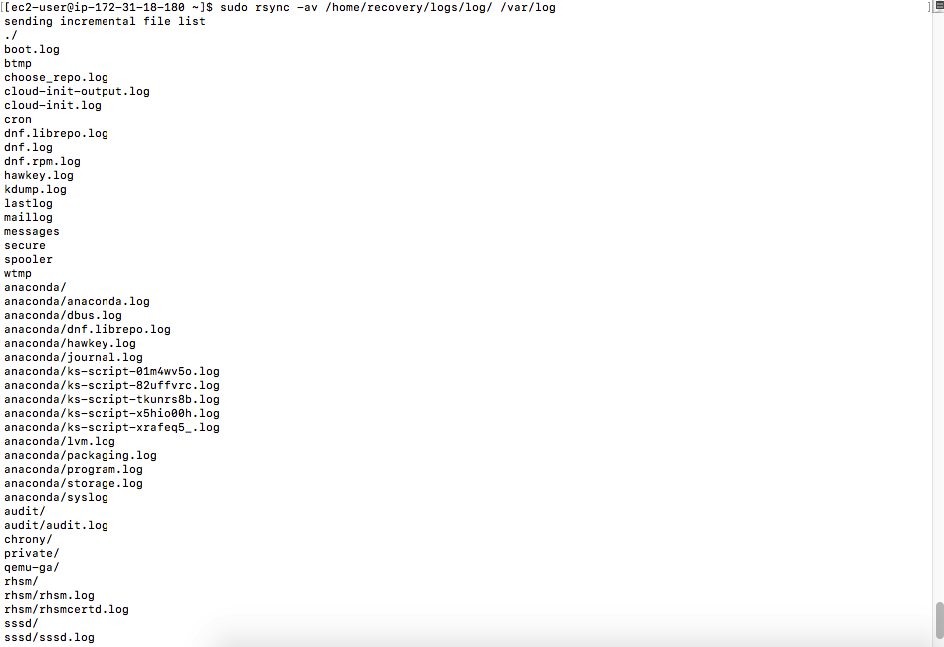 [[ec2-user@ip-172-31-18-180 ~]$ sudo rsync -av /home/recovery/logs/log/ /var/log ]
sending incremental file list
./
boot.log
btmp
choose_repo.log
cloud-init-output.log
cloud-init.log
cron
dnf.librepo.log
dnf.log
dnf.rpm.log
hawkey.log
kdump.log
lastlog
maillog
messages
secure
spooler
wtmp
anaconda/
anaconda/anaconda.log
anaconda/dbus.log
anaconda/dnf.librepo.log
anaconda/hawkey.log
anaconda/journal.log
anaconda/ks-script-01m4wv5o.log
anaconda/ks-script-82uffvrc.log
anaconda/ks-script-tkunrs8b.log
anaconda/ks-script-x5hio00h.log
anaconda/ks-script-xrafeq5_.log
anaconda/lvm.log
anaconda/packaging.log
anaconda/program.log
anaconda/storage.log
anaconda/syslog
audit/
audit/audit.log
chrony/
private/
qemu-ga/
rhsm/
rhsm/rhsm.log
rhsm/rhsmcertd.log
sssd/
sssd/sssd.log